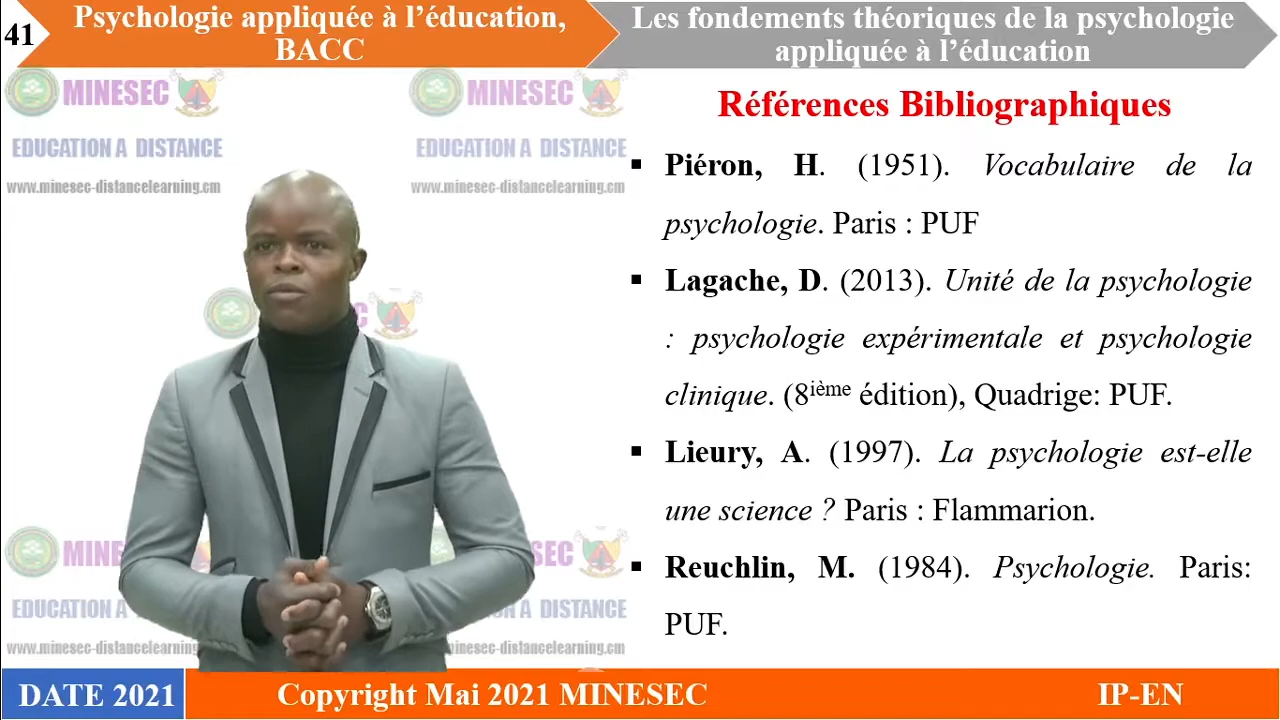 41
Psychologie appliquée à l’éducation,
BACC
Les fondements théoriques de la psychologie
appliquée à l’éducation
MINESEC
MINESEC
EDUCATION A DISTANCE
EDUCATION A DISTANCE
www.minesec-distancelearning.cm
www.minesec-distancelearning.cm
Références Bibliographiques
▪ Piéron, H. (1951). Vocabulaire de la
psychologie. Paris : PUF
▪ Lagache, D. (2013). Unité de la psychologie
: psychologie expérimentale et psychologie
clinique. (8ième édition), Quadrige: PUF.
▪ Lieury, A. (1997). La psychologie est-elle
une science ? Paris : Flammarion.
▪ Reuchlin, M. (1984). Psychologie. Paris:
PUF.
DATE 2021
Copyright Mai 2021 MINESEC
IP-EN